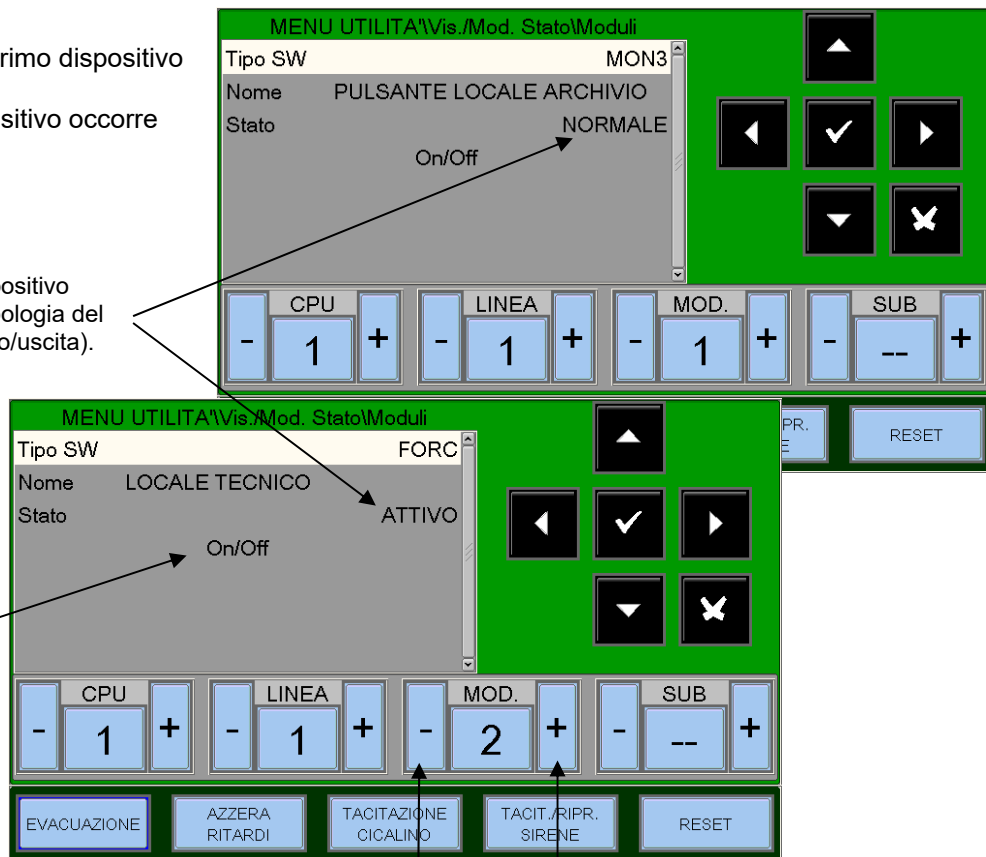 rimo dispositivo
sitivo occorre
ositivo
ologia del
o/uscita).
MENU UTILITA'\Vis./Mod. Stato\Moduli
Tipo SW MON3
Nome PULSANTE LOCALE ARCHIVIO
Stato NORMALE
On/Off
CPU LINEA MOD. SUB
- 1 + - 1 + - 1 + - -- +
PR.
E
RESET
MENU UTILITA'\Vis./Mod. Stato\Moduli
Tipo SW FORC
Nome LOCALE TECNICO
Stato ATTIVO
On/Off
CPU LINEA MOD. SUB
- 1 + - 1 + - 2 + - -- +
EVACUAZIONE
AZZERA
RITARDI
TACITAZIONE
CICALINO
TACIT./RIPR.
SIRENE
RESET